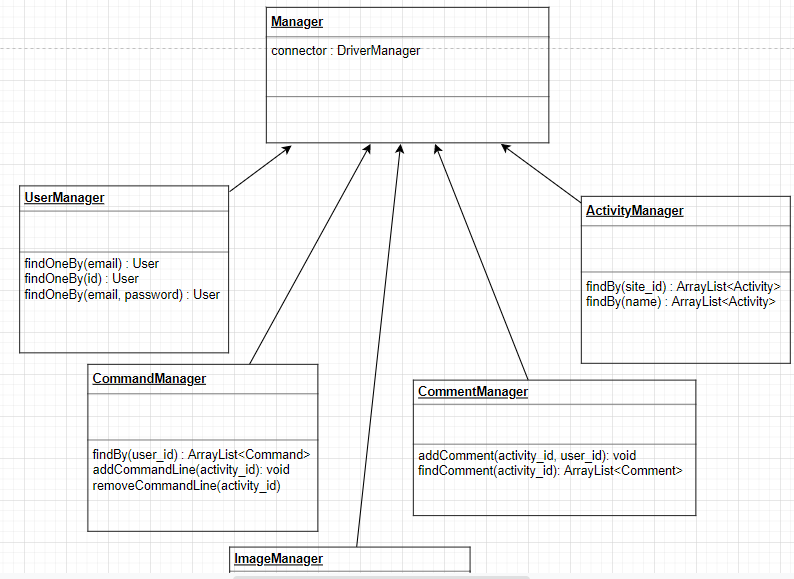 Manager
connector : DriverManager
UserManager
findOneBy(email) : User
findOneBy(id) : User
findOneBy(email, password) : User
ActivityManager
findBy(site_id) : ArrayList<Activity>
findBy(name) : ArrayList<Activity>
CommandManager
findBy(user_id) : ArrayList<Command>
addCommandLine(activity_id): void
removeCommandLine(activity_id)
CommentManager
addComment(activity_id, user_id): void
findComment(activity_id): ArrayList<Comment>
ImageManager